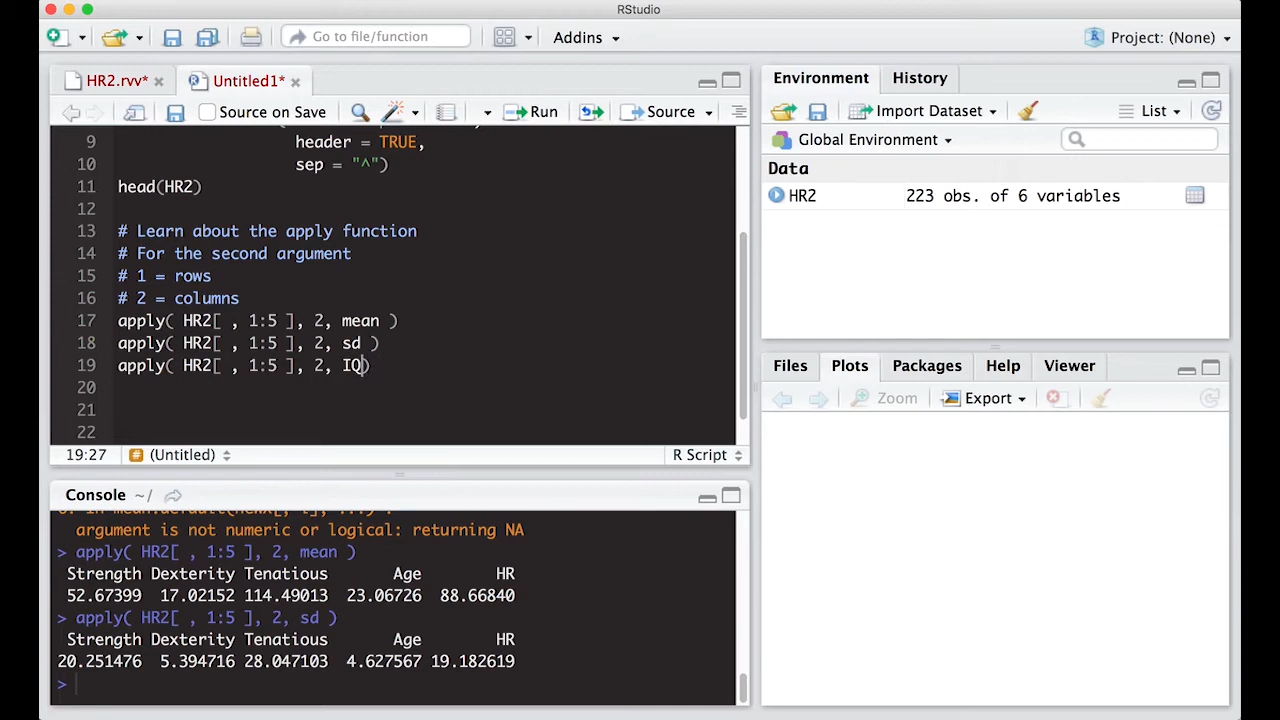 RStudio
Go to file/function
Addins
Project: (None)
HR2.rvv*
Untitled1*
Source on Save
Run
Source
9 header = TRUE,
10 sep = "^")
11 head(HR2)
12
13 # Learn about the apply function
14 # For the second argument
15 # 1 = rows
16 # 2 = columns
17 apply( HR2[ , 1:5 ], 2, mean )
18 apply( HR2[ , 1:5 ], 2, sd )
19 apply( HR2[ , 1:5 ], 2, IQ)
20
21
22
19:27
(Untitled)
R Script
Console ~/
argument is not numeric or logical: returning NA
> apply( HR2[ , 1:5 ], 2, mean )
Strength Dexterity Tenatious Age HR
52.67399 17.02152 114.49013 23.06726 88.66840
> apply( HR2[ , 1:5 ], 2, sd )
Strength Dexterity Tenatious Age HR
20.251476 5.394716 28.047103 4.627567 19.182619
>
Environment
History
Import Dataset
List
Global Environment
Data
HR2 223 obs. of 6 variables
Files
Plots
Packages
Help
Viewer
Zoom
Export